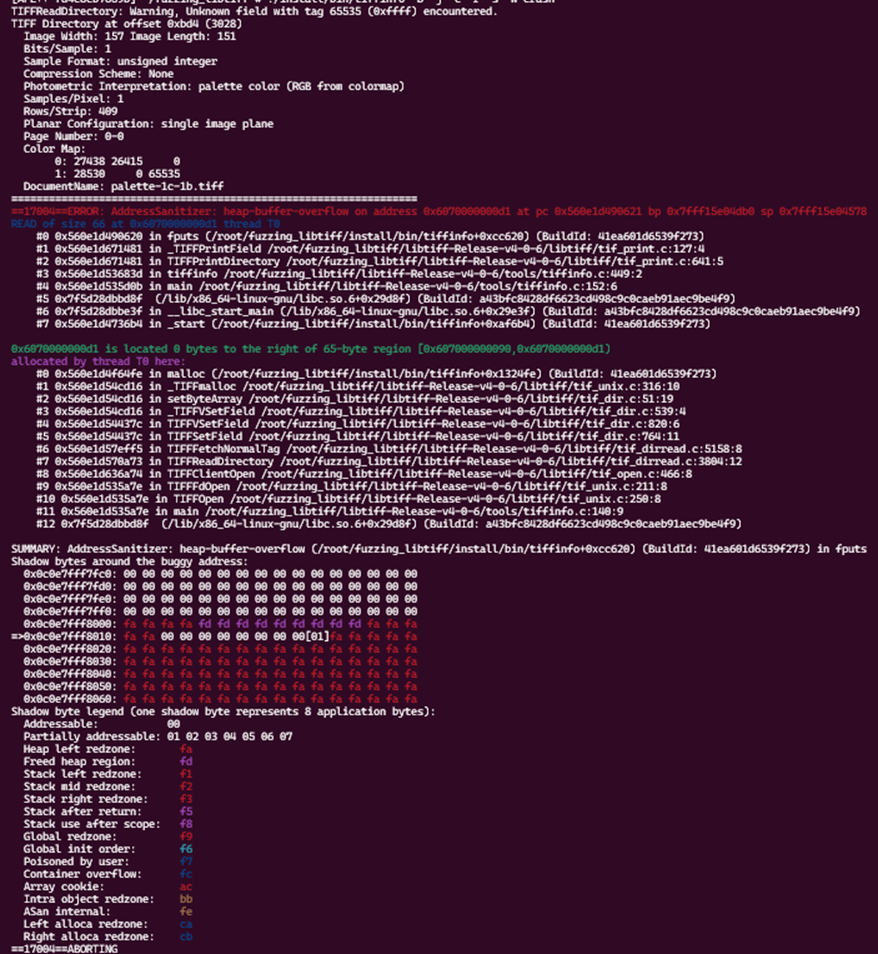 TIFFReadDirectory: Warning, Unknown field with tag 65535 (0xffff) encountered.
TIFF Directory at offset 0xbd4 (3028)
  Image Width: 157 Image Length: 151
  Bits/Sample: 1
  Sample Format: unsigned integer
  Compression Scheme: None
  Photometric Interpretation: palette color (RGB from colormap)
  Samples/Pixel: 1
  Rows/Strip: 409
  Planar Configuration: single image plane
  Page Number: 0-0
  Color Map:
     0: 27438 26415     0
     1: 28530     0 65535
  DocumentName: palette-1c-1b.tiff
=================================================================
==17004==ERROR: AddressSanitizer: heap-buffer-overflow on address 0x6070000000d1 at pc 0x560e1d490621 bp 0x7fff15e04db0 sp 0x7fff15e04578
READ of size 66 at 0x6070000000d1 thread T0
    #0 0x560e1d490620 in fputs (/root/fuzzing_libtiff/install/bin/tiffinfo+0xcc620) (BuildId: 41ea601d6539f273)
    #1 0x560e1d671481 in _TIFFPrintField /root/fuzzing_libtiff/libtiff-Release-v4-0-6/libtiff/tif_print.c:127:4
    #2 0x560e1d671481 in TIFFPrintDirectory /root/fuzzing_libtiff/libtiff-Release-v4-0-6/libtiff/tif_print.c:641:5
    #3 0x560e1d53683d in tiffinfo /root/fuzzing_libtiff/libtiff-Release-v4-0-6/tools/tiffinfo.c:449:2
    #4 0x560e1d535d0b in main /root/fuzzing_libtiff/libtiff-Release-v4-0-6/tools/tiffinfo.c:152:6
    #5 0x7f5d28dbbd8f  (/lib/x86_64-linux-gnu/libc.so.6+0x29d8f) (BuildId: a43bfc8428df6623cd498c9c0caeb91aec9be4f9)
    #6 0x7f5d28dbbe3f in __libc_start_main (/lib/x86_64-linux-gnu/libc.so.6+0x29e3f) (BuildId: a43bfc8428df6623cd498c9c0caeb91aec9be4f9)
    #7 0x560e1d4736b4 in _start (/root/fuzzing_libtiff/install/bin/tiffinfo+0xaf6b4) (BuildId: 41ea601d6539f273)

0x6070000000d1 is located 0 bytes to the right of 65-byte region [0x607000000090,0x6070000000d1)
allocated by thread T0 here:
    #0 0x560e1d4f64fe in malloc (/root/fuzzing_libtiff/install/bin/tiffinfo+0x1324fe) (BuildId: 41ea601d6539f273)
    #1 0x560e1d54cd16 in _TIFFmalloc /root/fuzzing_libtiff/libtiff-Release-v4-0-6/libtiff/tif_unix.c:316:10
    #2 0x560e1d54cd16 in setByteArray /root/fuzzing_libtiff/libtiff-Release-v4-0-6/libtiff/tif_dir.c:51:19
    #3 0x560e1d54cd16 in _TIFFVSetField /root/fuzzing_libtiff/libtiff-Release-v4-0-6/libtiff/tif_dir.c:539:4
    #4 0x560e1d54437c in TIFFVSetField /root/fuzzing_libtiff/libtiff-Release-v4-0-6/libtiff/tif_dir.c:820:6
    #5 0x560e1d54437c in TIFFSetField /root/fuzzing_libtiff/libtiff-Release-v4-0-6/libtiff/tif_dir.c:764:11
    #6 0x560e1d57eff5 in TIFFFetchNormalTag /root/fuzzing_libtiff/libtiff-Release-v4-0-6/libtiff/tif_dirread.c:5158:8
    #7 0x560e1d570a73 in TIFFReadDirectory /root/fuzzing_libtiff/libtiff-Release-v4-0-6/libtiff/tif_dirread.c:3804:12
    #8 0x560e1d636a74 in TIFFClientOpen /root/fuzzing_libtiff/libtiff-Release-v4-0-6/libtiff/tif_open.c:466:8
    #9 0x560e1d535a7e in TIFFFdOpen /root/fuzzing_libtiff/libtiff-Release-v4-0-6/libtiff/tif_unix.c:211:8
    #10 0x560e1d535a7e in TIFFOpen /root/fuzzing_libtiff/libtiff-Release-v4-0-6/libtiff/tif_unix.c:250:8
    #11 0x560e1d535a7e in main /root/fuzzing_libtiff/libtiff-Release-v4-0-6/tools/tiffinfo.c:140:9
    #12 0x7f5d28dbbd8f  (/lib/x86_64-linux-gnu/libc.so.6+0x29d8f) (BuildId: a43bfc8428df6623cd498c9c0caeb91aec9be4f9)

SUMMARY: AddressSanitizer: heap-buffer-overflow (/root/fuzzing_libtiff/install/bin/tiffinfo+0xcc620) (BuildId: 41ea601d6539f273) in fputs
Shadow bytes around the buggy address:
  0x0c0e7fff7fc0: 00 00 00 00 00 00 00 00 00 00 00 00 00 00 00 00
  0x0c0e7fff7fd0: 00 00 00 00 00 00 00 00 00 00 00 00 00 00 00 00
  0x0c0e7fff7fe0: 00 00 00 00 00 00 00 00 00 00 00 00 00 00 00 00
  0x0c0e7fff7ff0: 00 00 00 00 00 00 00 00 00 00 00 00 00 00 00 00
  0x0c0e7fff8000: fa fa fa fa fd fd fd fd fd fd fd fd fd fa fa fa
=>0x0c0e7fff8010: fa fa 00 00 00 00 00 00 00 00[01]fa fa fa fa fa
  0x0c0e7fff8020: fa fa fa fa fa fa fa fa fa fa fa fa fa fa fa fa
  0x0c0e7fff8030: fa fa fa fa fa fa fa fa fa fa fa fa fa fa fa fa
  0x0c0e7fff8040: fa fa fa fa fa fa fa fa fa fa fa fa fa fa fa fa
  0x0c0e7fff8050: fa fa fa fa fa fa fa fa fa fa fa fa fa fa fa fa
  0x0c0e7fff8060: fa fa fa fa fa fa fa fa fa fa fa fa fa fa fa fa
Shadow byte legend (one shadow byte represents 8 application bytes):
  Addressable:           00
  Partially addressable: 01 02 03 04 05 06 07
  Heap left redzone:       fa
  Freed heap region:       fd
  Stack left redzone:      f1
  Stack mid redzone:       f2
  Stack right redzone:     f3
  Stack after return:      f5
  Stack use after scope:   f8
  Global redzone:          f9
  Global init order:       f6
  Poisoned by user:        f7
  Container overflow:      fc
  Array cookie:            ac
  Intra object redzone:    bb
  ASan internal:           fe
  Left alloca redzone:     ca
  Right alloca redzone:    cb
==17004==ABORTING